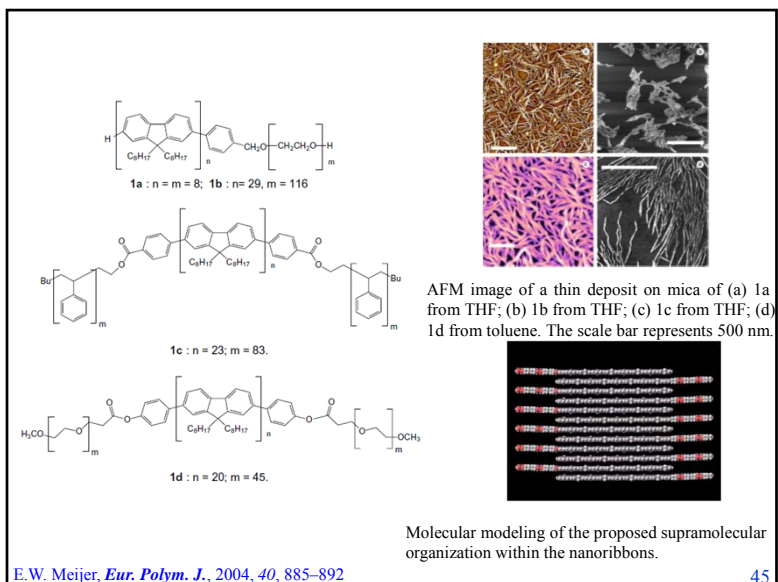 H
C8H17 C8H17
n
CH2O
CH2CH2O
H
m
1a : n = m = 8; 1b : n= 29, m = 116
Bu
O
O
C8H17 C8H17
n
O
O
Bu
m
m
1c : n = 23; m = 83.
H3CO
O
m
O
O
C8H17 C8H17
n
O
O
O
OCH3
m
1d : n = 20; m = 45.
AFM image of a thin deposit on mica of (a) 1a
from THF; (b) 1b from THF; (c) 1c from THF; (d)
1d from toluene. The scale bar represents 500 nm.
Molecular modeling of the proposed supramolecular
organization within the nanoribbons.
E.W. Meijer, Eur. Polym. J., 2004, 40, 885–892
45